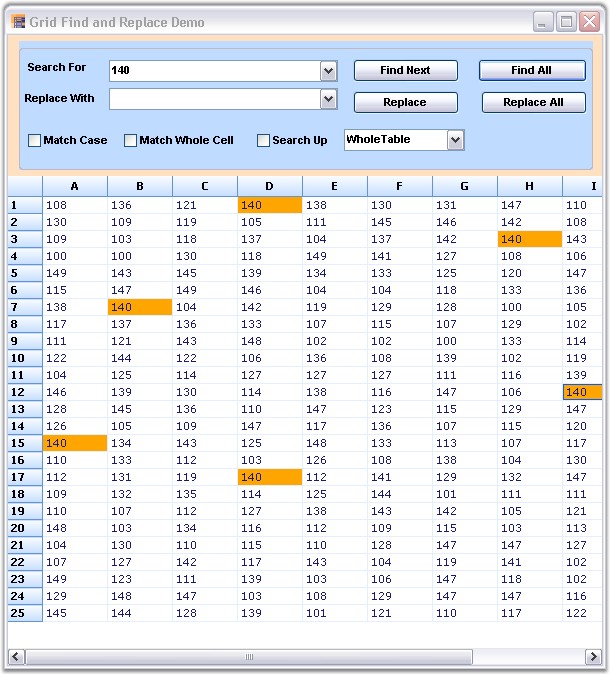 Grid Find and Replace Demo
Search For 140 Find Next Find All
Replace With Replace Replace All
Match Case Match Whole Cell Search Up WholeTable
A B C D E F G H I
1 108 136 121 140 138 130 131 147 110
2 130 109 119 105 111 145 146 142 108
3 109 103 118 137 104 137 142 140 143
4 100 100 130 118 149 141 127 108 106
5 149 143 145 139 134 133 125 120 147
6 115 147 149 146 104 104 118 133 136
7 138 140 104 142 119 129 128 100 105
8 117 137 136 133 107 115 107 129 102
9 111 121 143 148 102 102 100 133 114
10 122 144 122 106 136 108 139 102 119
11 104 125 114 127 127 127 111 116 139
12 146 139 130 114 138 116 147 106 140
13 128 145 136 110 147 123 115 129 147
14 126 105 109 147 117 136 107 115 120
15 140 134 143 125 148 133 113 107 117
16 110 133 112 103 126 108 138 104 130
17 112 131 119 140 112 141 129 132 147
18 109 132 135 114 125 144 101 111 111
19 110 107 112 127 138 143 142 105 121
20 148 103 134 116 112 109 115 103 113
21 104 130 110 115 110 128 147 147 127
22 107 127 142 117 143 104 119 141 102
23 149 123 111 139 103 106 147 118 102
24 129 148 147 103 108 129 147 147 116
25 145 144 128 139 101 121 110 117 122